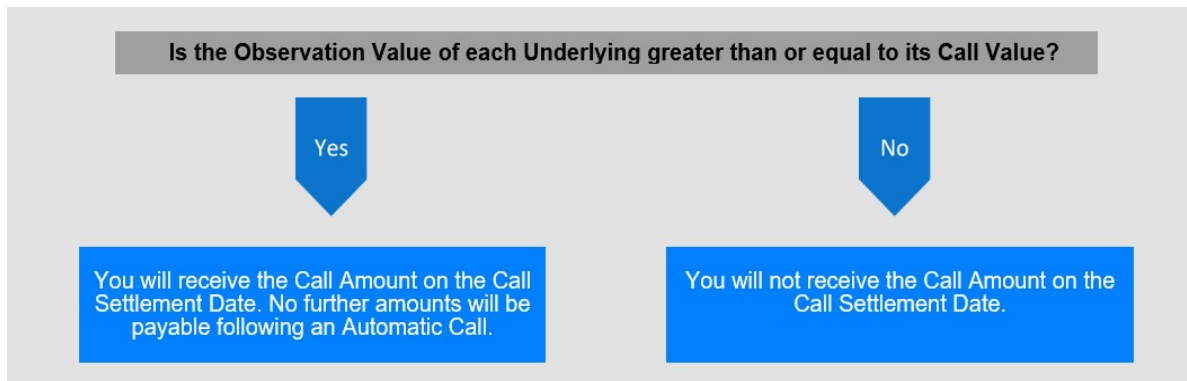 Is the Observation Value of each Underlying greater than or equal to its Call Value?
Yes
No
You will receive the Call Amount on the Call
Settlement Date. No further amounts will be
payable following an Automatic Call.
You will not receive the Call Amount on the
Call Settlement Date.